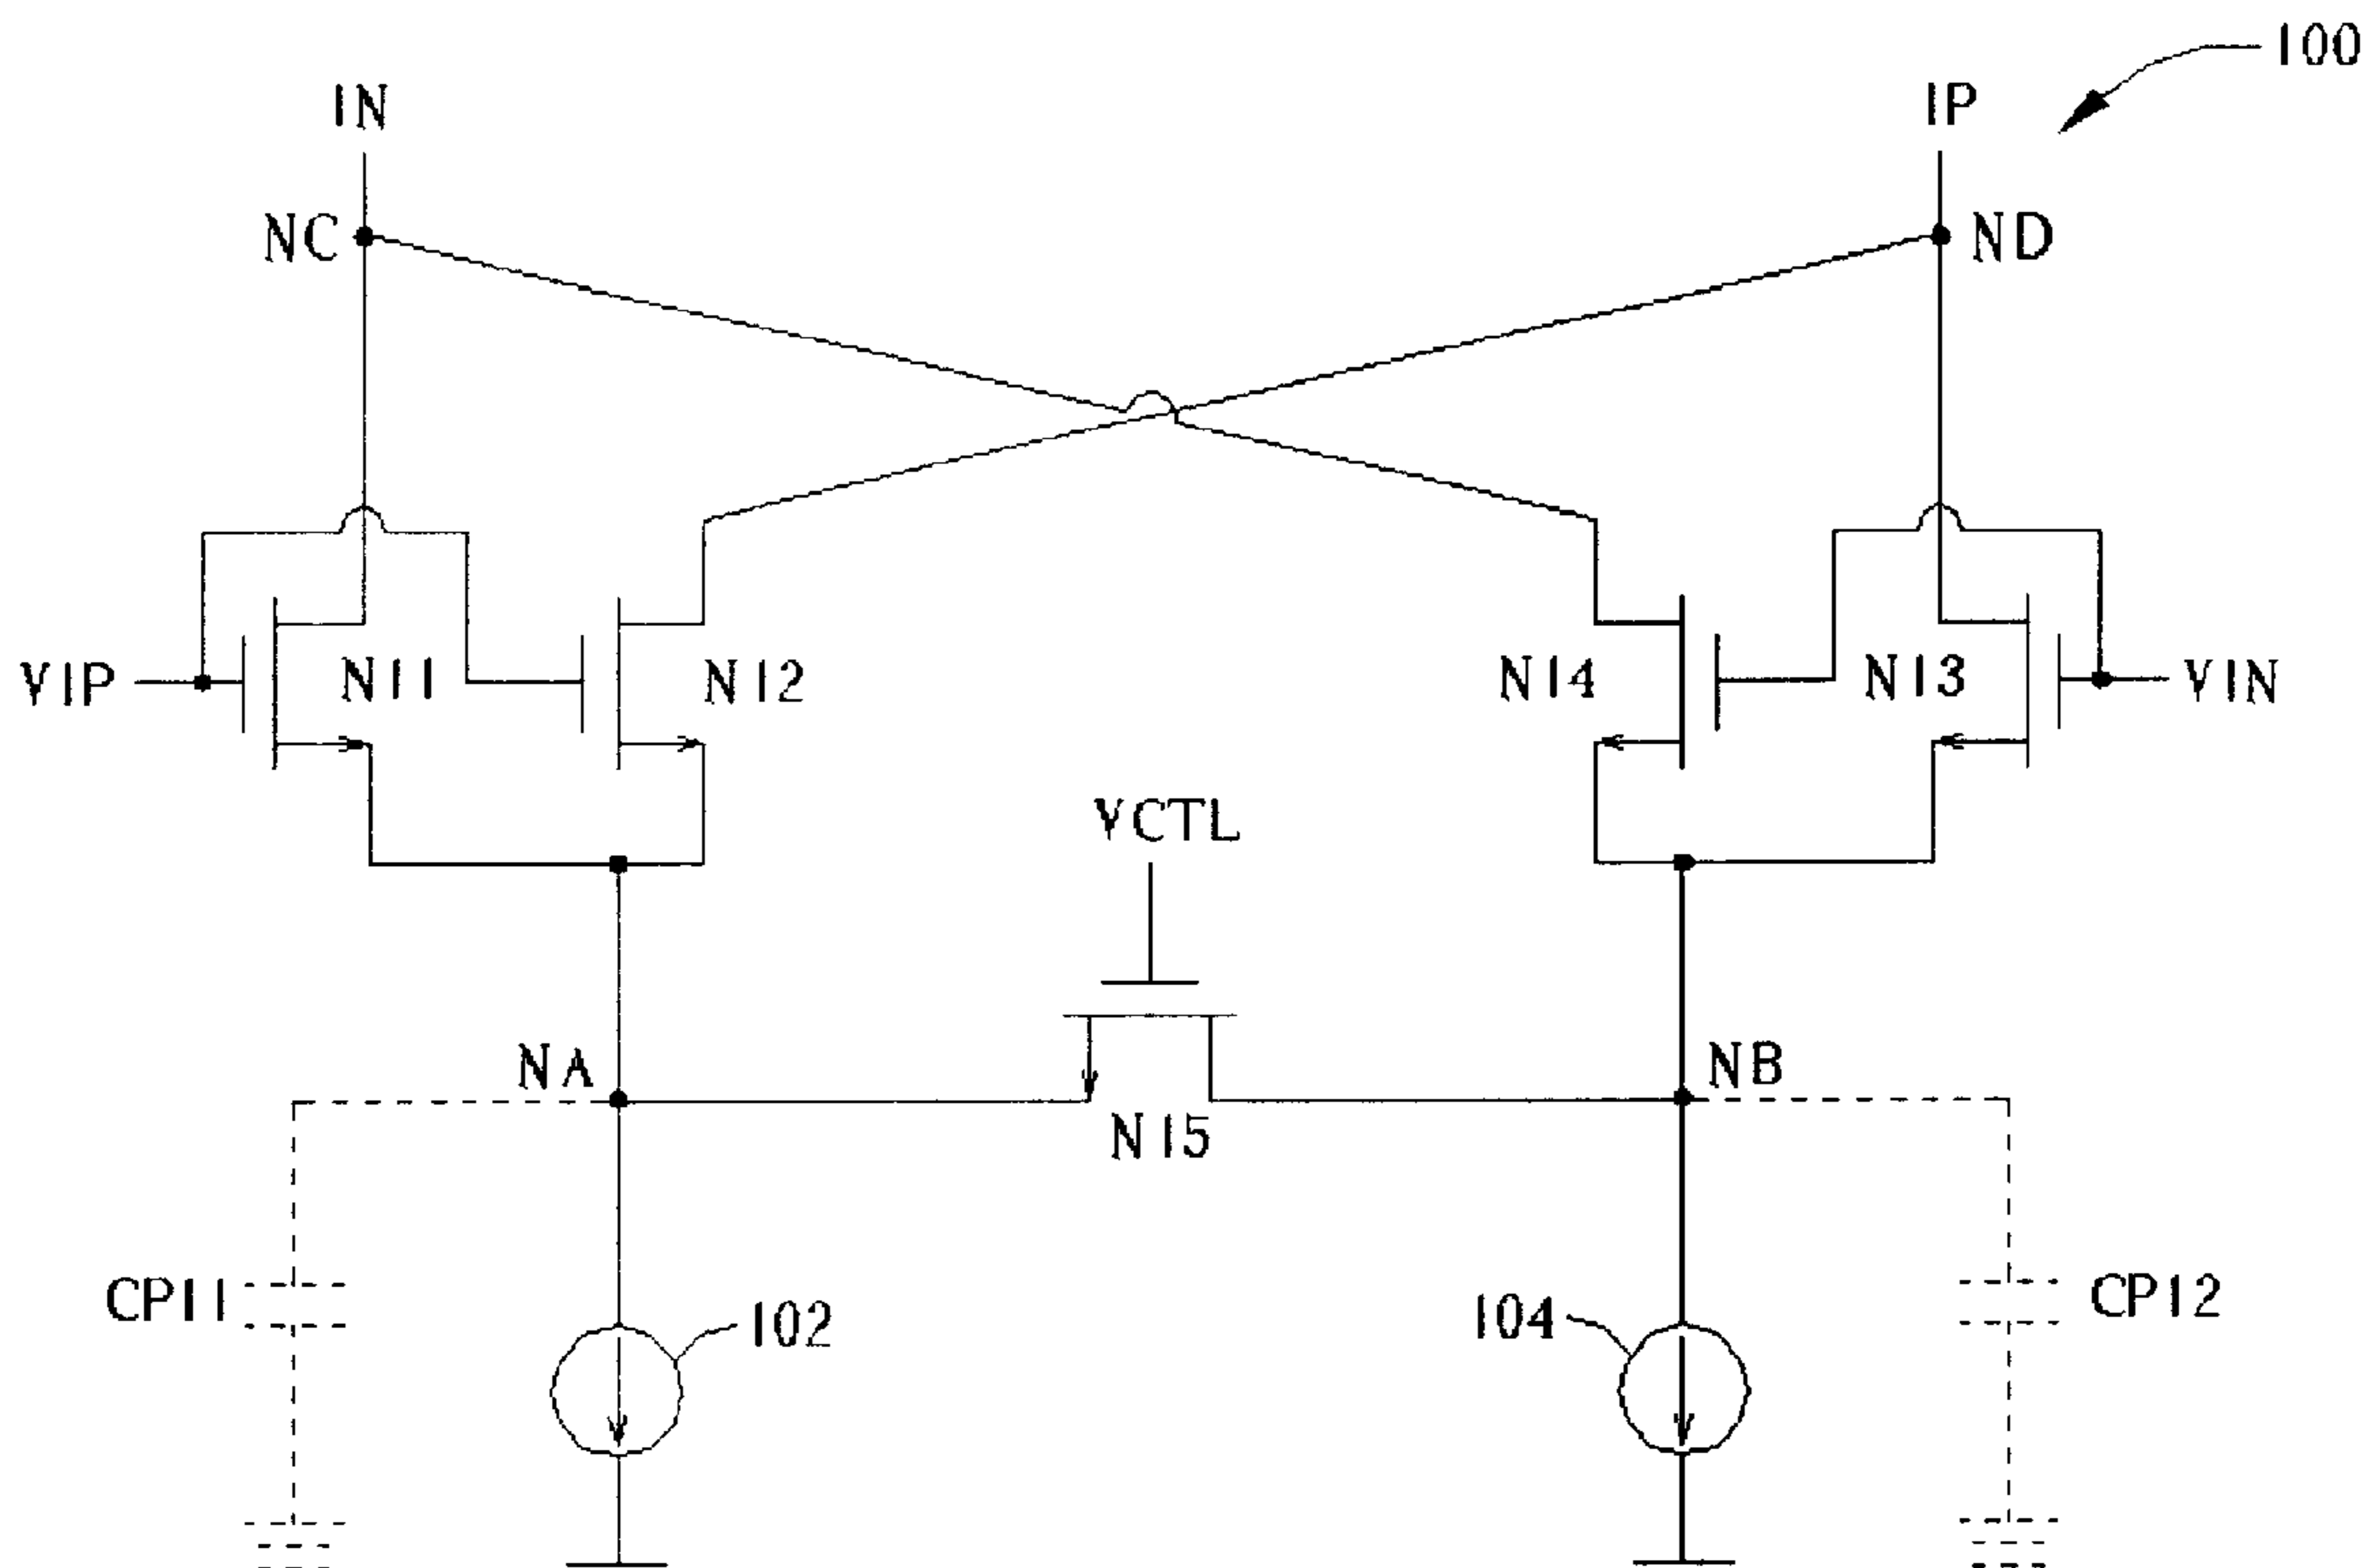 100
IN
IP
NC
ND
VIP
N11
N12
N14
N13
VIN
VCTL
NA
NB
N15
CP11
102
104
CP12